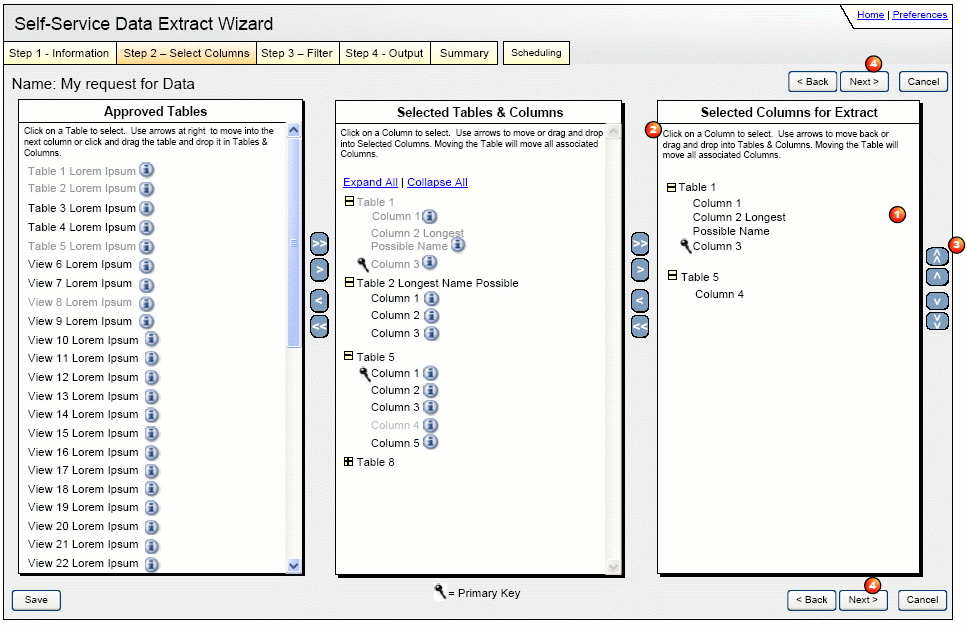 Self-Service Data Extract Wizard
Home | Preferences
Step 1 - Information
Step 2 – Select Columns
Step 3 – Filter
Step 4 - Output
Summary
Scheduling
Name: My request for Data
4
< Back
Next >
Cancel
Approved Tables
Click on a Table to select. Use arrows at right to move into the
next column or click and drag the table and drop it in Tables &
Columns.
Table 1 Lorem Ipsum
Table 2 Lorem Ipsum
Table 3 Lorem Ipsum
Table 4 Lorem Ipsum
Table 5 Lorem Ipsum
View 6 Lorem Ipsum
View 7 Lorem Ipsum
View 8 Lorem Ipsum
View 9 Lorem Ipsum
View 10 Lorem Ipsum
View 11 Lorem Ipsum
View 12 Lorem Ipsum
View 13 Lorem Ipsum
View 14 Lorem Ipsum
View 15 Lorem Ipsum
View 16 Lorem Ipsum
View 17 Lorem Ipsum
View 18 Lorem Ipsum
View 19 Lorem Ipsum
View 20 Lorem Ipsum
View 21 Lorem Ipsum
View 22 Lorem Ipsum
>>
>
<
<<
Selected Tables & Columns
Click on a Column to select. Use arrows to move or drag and drop
into Selected Columns. Moving the Table will move all associated
Columns.
Expand All | Collapse All
Table 1
Column 1
Column 2 Longest
Possible Name
Column 3
Table 2 Longest Name Possible
Column 1
Column 2
Column 3
Table 5
Column 1
Column 2
Column 3
Column 4
Column 5
Table 8
>>
>
<
<<
Selected Columns for Extract
2
Click on a Column to select. Use arrows to move back or
drag and drop into Tables & Columns. Moving the Table will
move all associated Columns.
Table 1
Column 1
Column 2 Longest
Possible Name
Column 3
1
Table 5
Column 4
3
= Primary Key
Save
4
< Back
Next >
Cancel